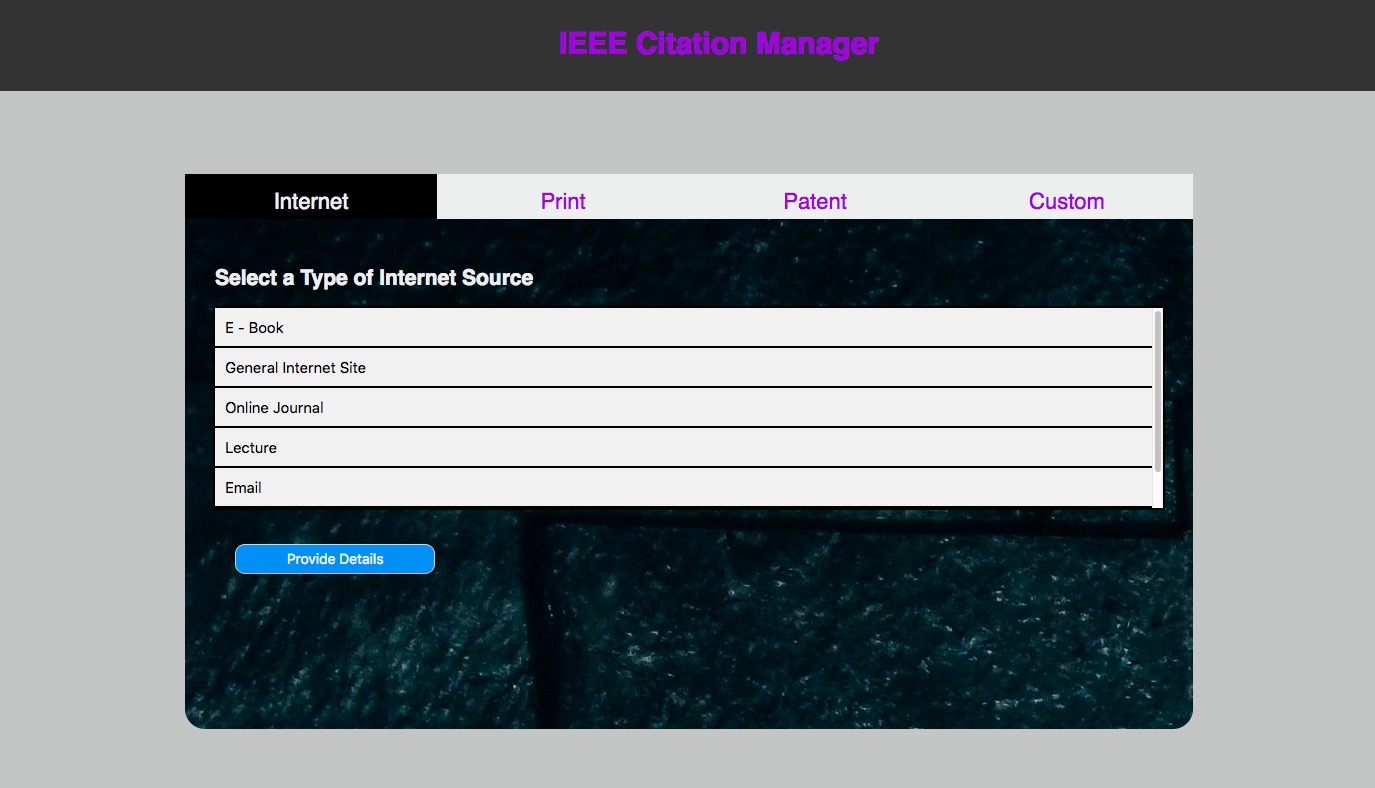 IEEE Citation Manager
Internet Print Patent Custom
Select a Type of Internet Source
E - Book
General Internet Site
Online Journal
Lecture
Email
Provide Details